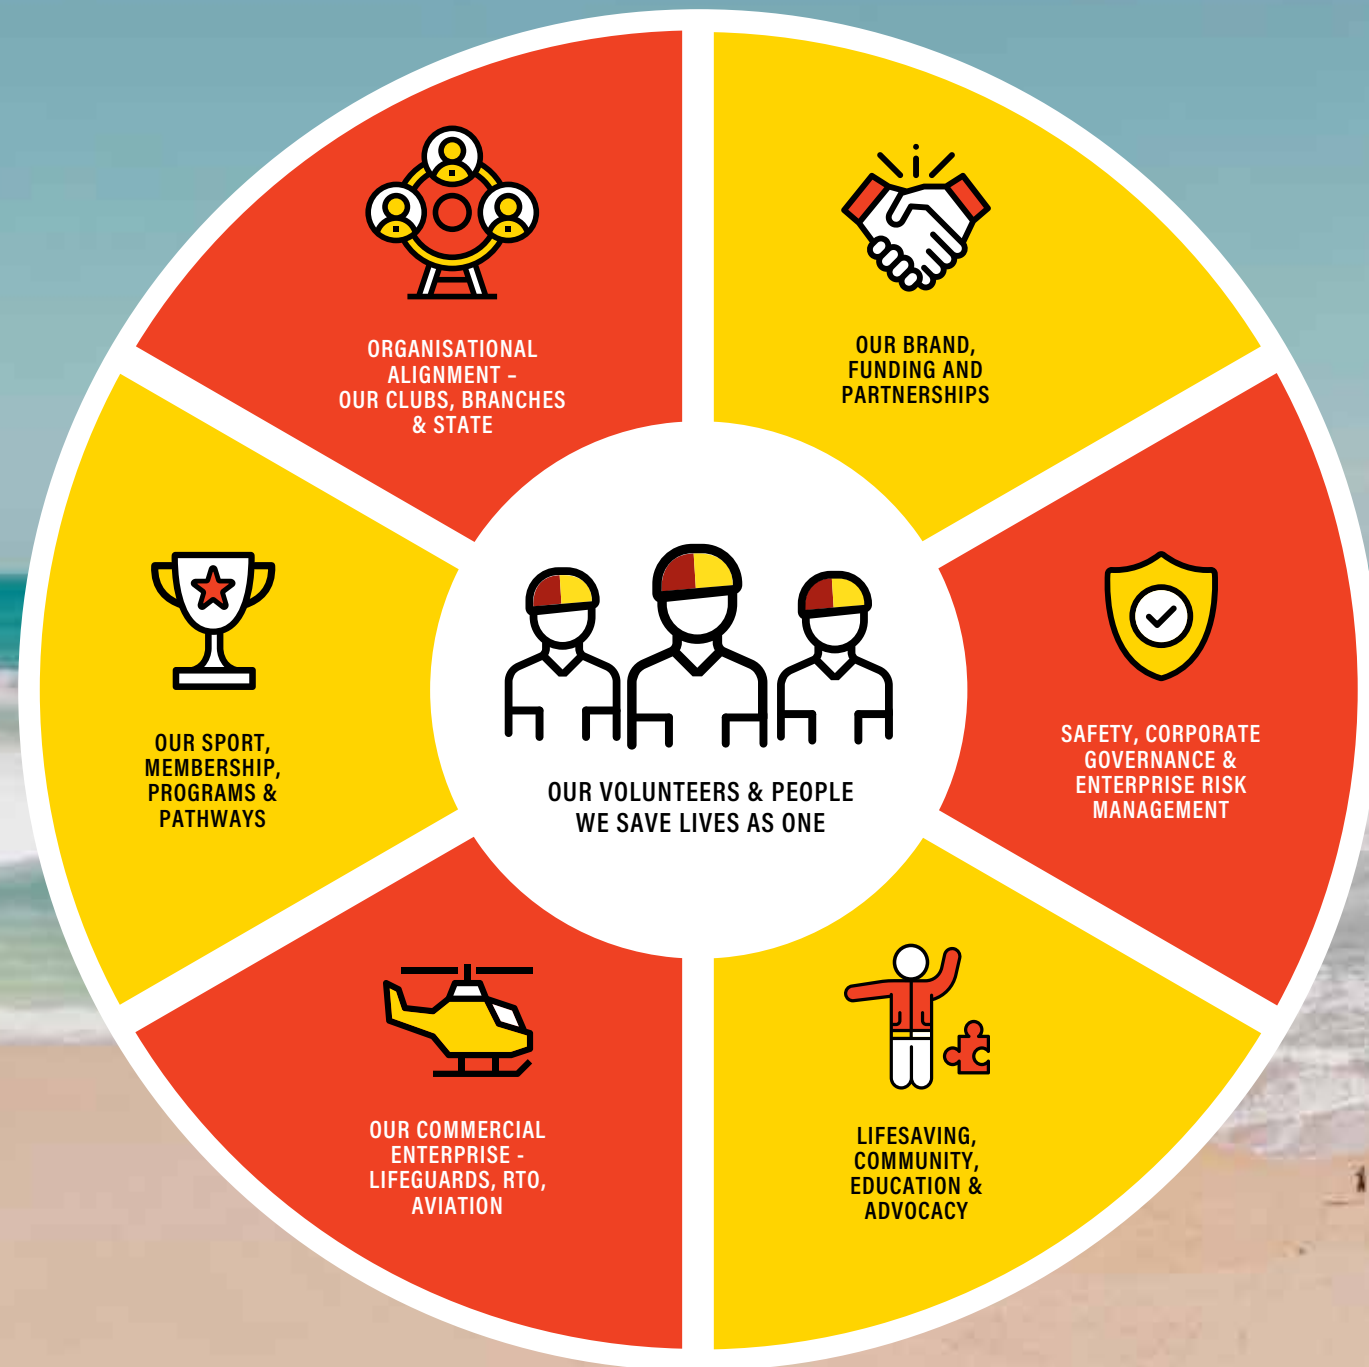 ORGANISATIONAL
ALIGNMENT –
OUR CLUBS, BRANCHES
& STATE
OUR BRAND,
FUNDING AND
PARTNERSHIPS
OUR SPORT,
MEMBERSHIP,
PROGRAMS &
PATHWAYS
OUR VOLUNTEERS & PEOPLE
WE SAVE LIVES AS ONE
SAFETY, CORPORATE
GOVERNANCE &
ENTERPRISE RISK
MANAGEMENT
OUR COMMERCIAL
ENTERPRISE -
LIFEGUARDS, RTO,
AVIATION
LIFESAVING,
COMMUNITY,
EDUCATION &
ADVOCACY